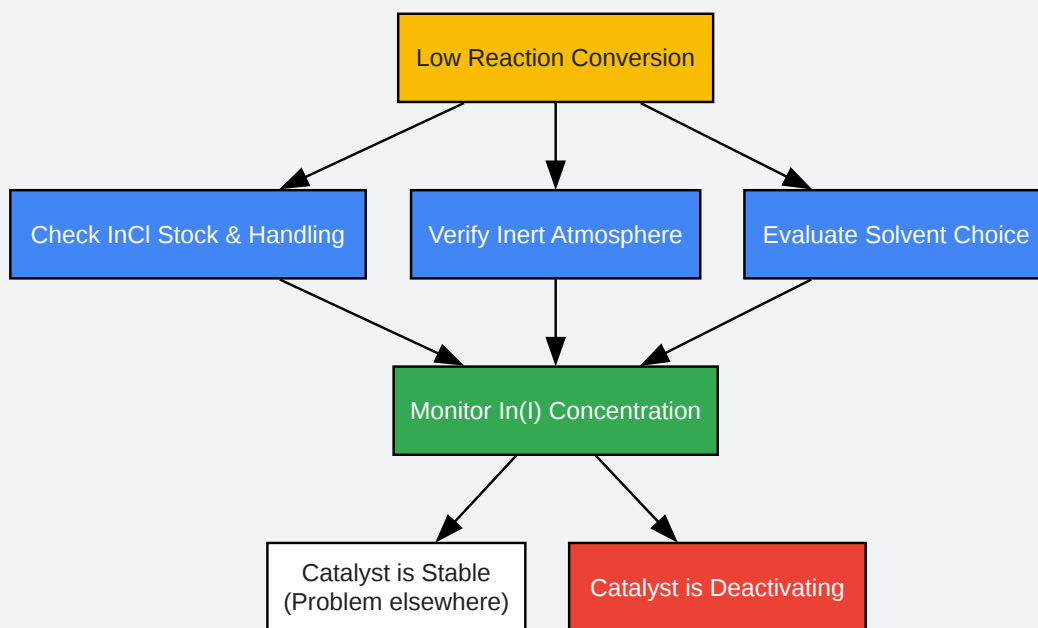 Low Reaction Conversion
Check InCl Stock & Handling
Verify Inert Atmosphere
Evaluate Solvent Choice
Monitor In(I) Concentration
Catalyst is Stable
(Problem elsewhere)
Catalyst is Deactivating